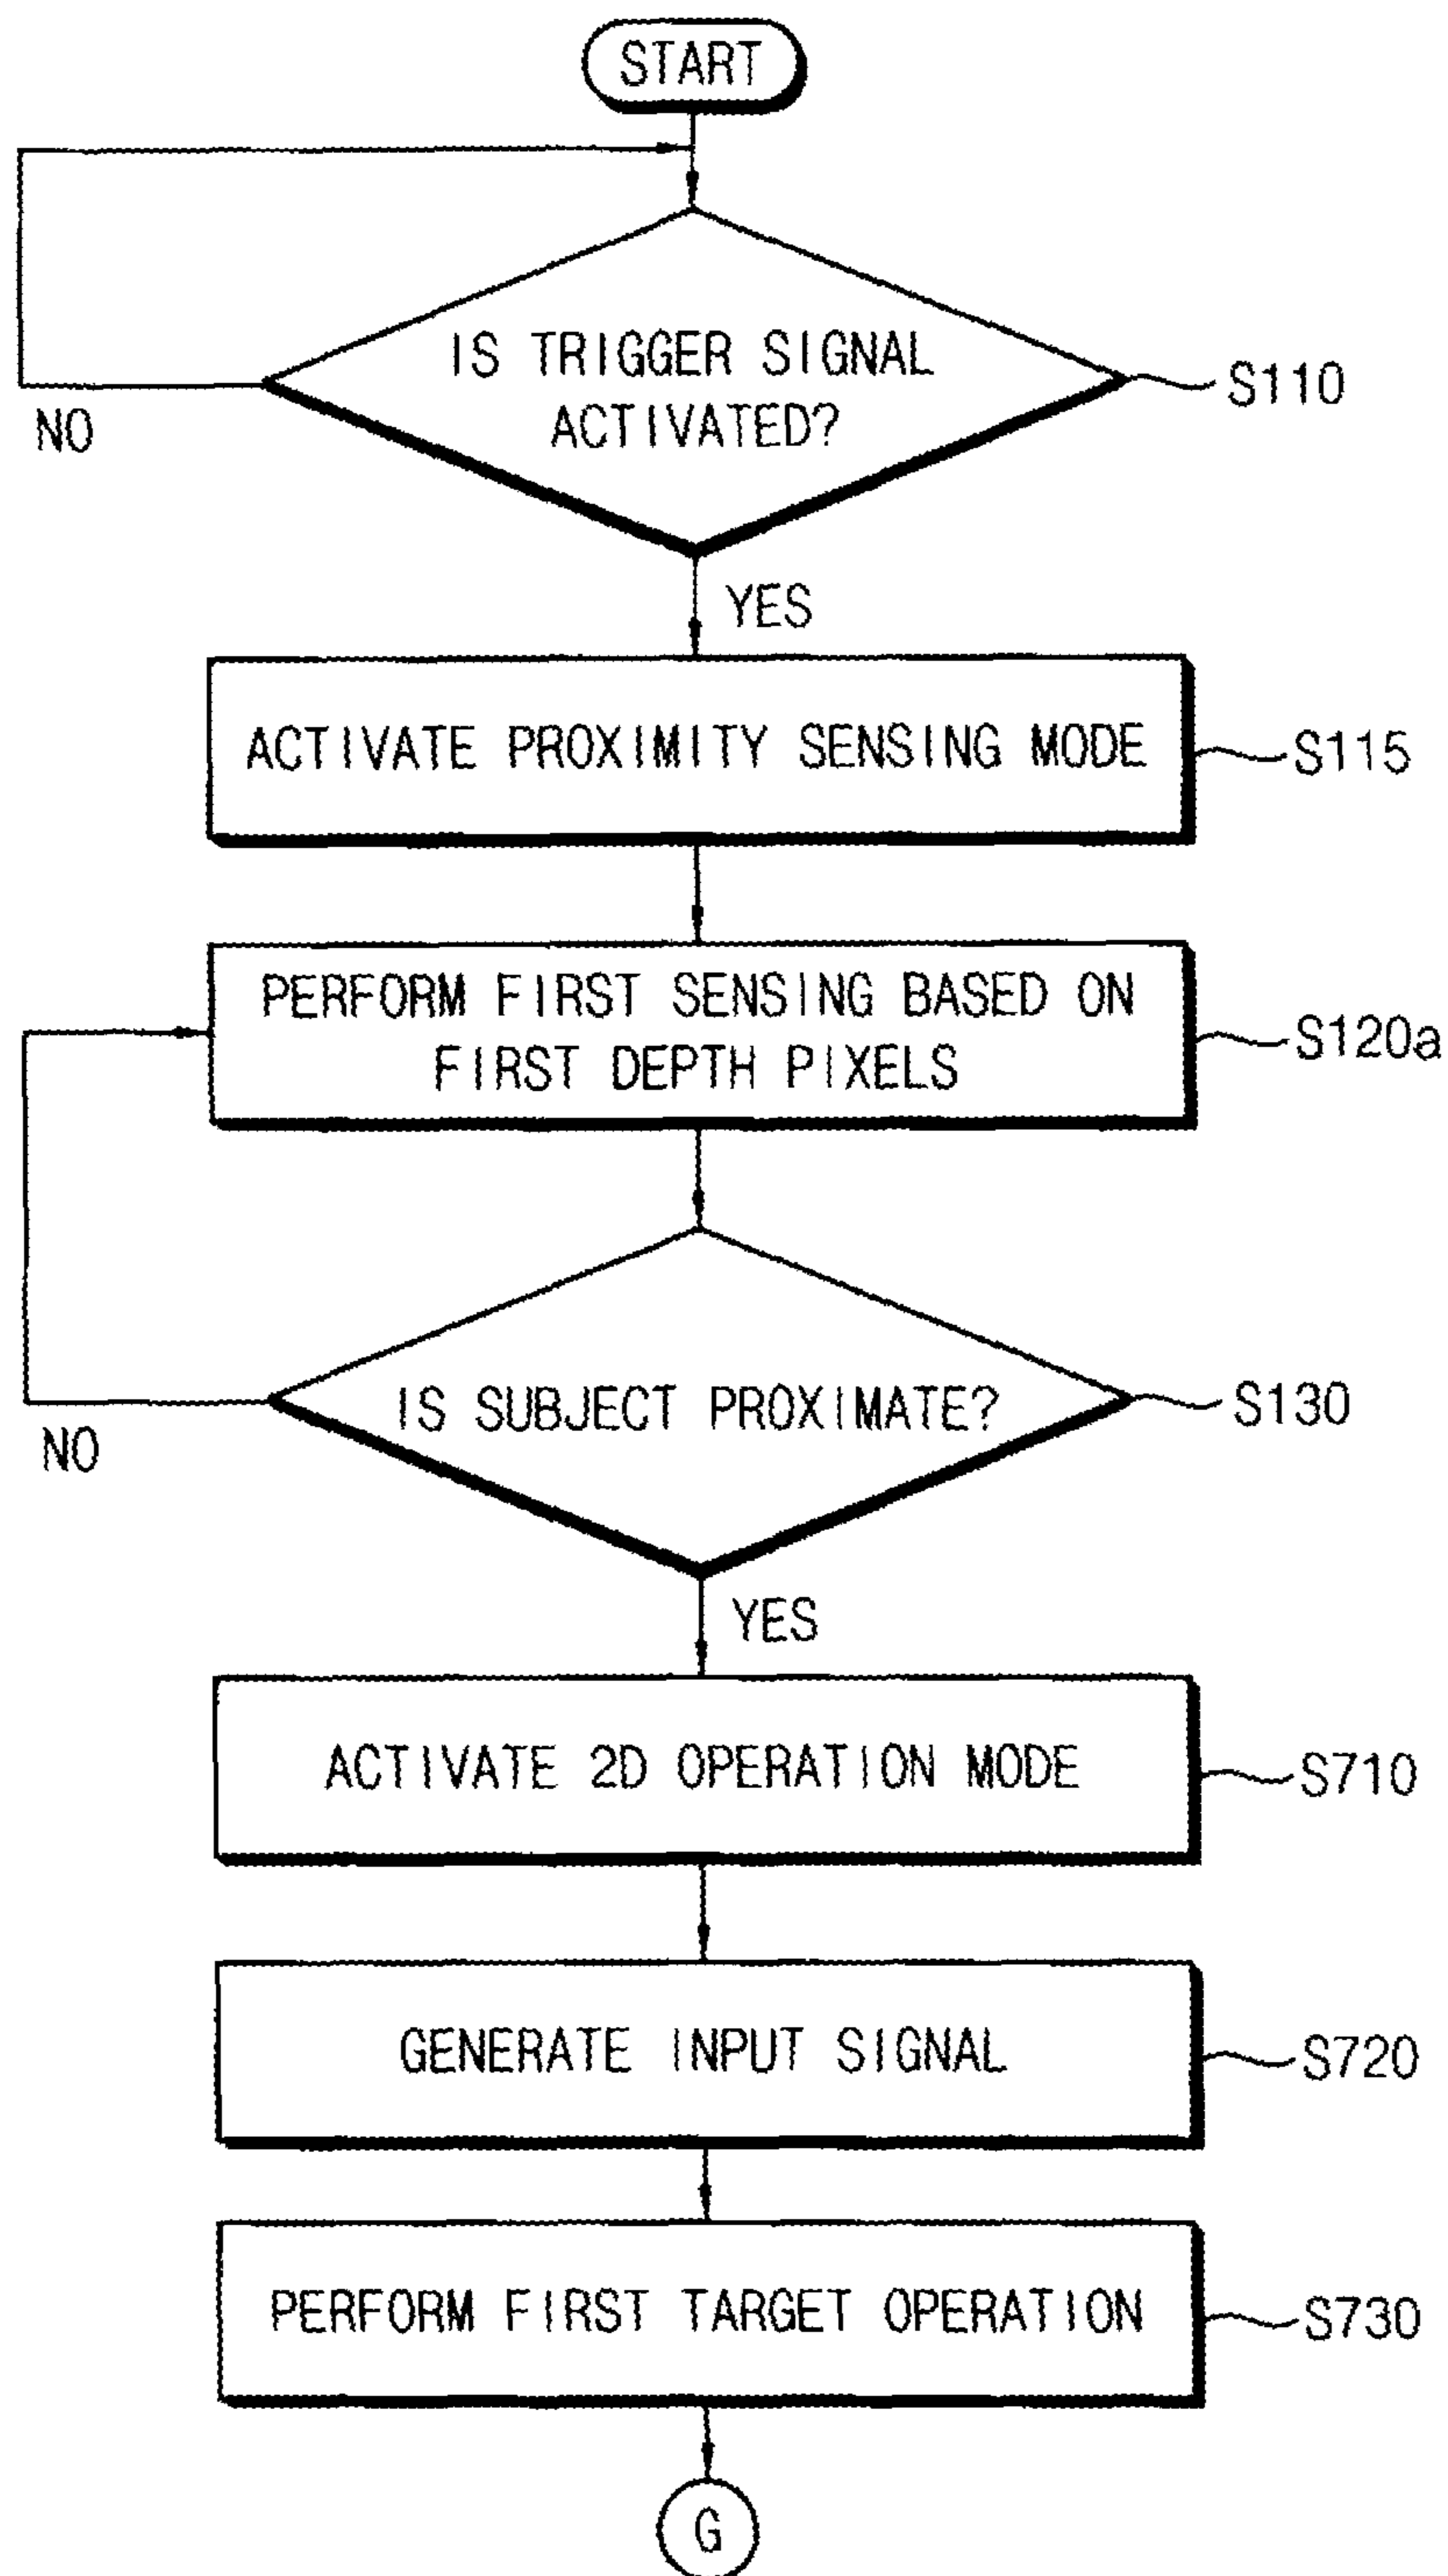 START
IS TRIGGER SIGNAL
ACTIVATED?
S110
NO
YES
ACTIVATE PROXIMITY SENSING MODE
S115
PERFORM FIRST SENSING BASED ON
FIRST DEPTH PIXELS
S120a
IS SUBJECT PROXIMATE?
S130
NO
YES
ACTIVATE 2D OPERATION MODE
S710
GENERATE INPUT SIGNAL
S720
PERFORM FIRST TARGET OPERATION
S730
G